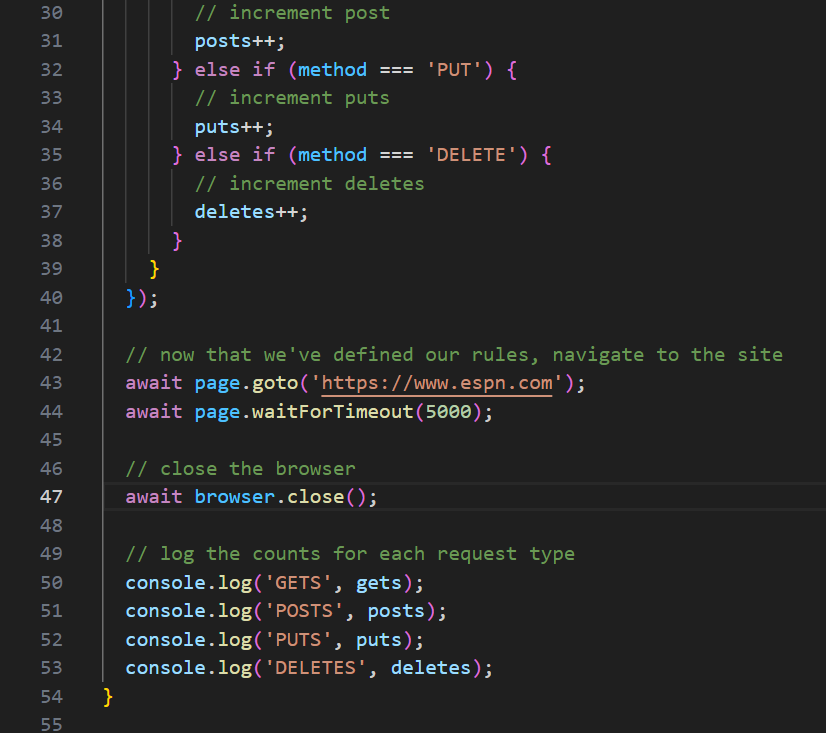 30 // increment post
31 posts++;
32 } else if (method === 'PUT') {
33 // increment puts
34 puts++;
35 } else if (method === 'DELETE') {
36 // increment deletes
37 deletes++;
38 }
39 }
40 });
41
42 // now that we've defined our rules, navigate to the site
43 await page.goto('https://www.espn.com');
44 await page.waitForTimeout(5000);
45
46 // close the browser
47 await browser.close();
48
49 // log the counts for each request type
50 console.log('GETS', gets);
51 console.log('POSTS', posts);
52 console.log('PUTS', puts);
53 console.log('DELETES', deletes);
54 }
55